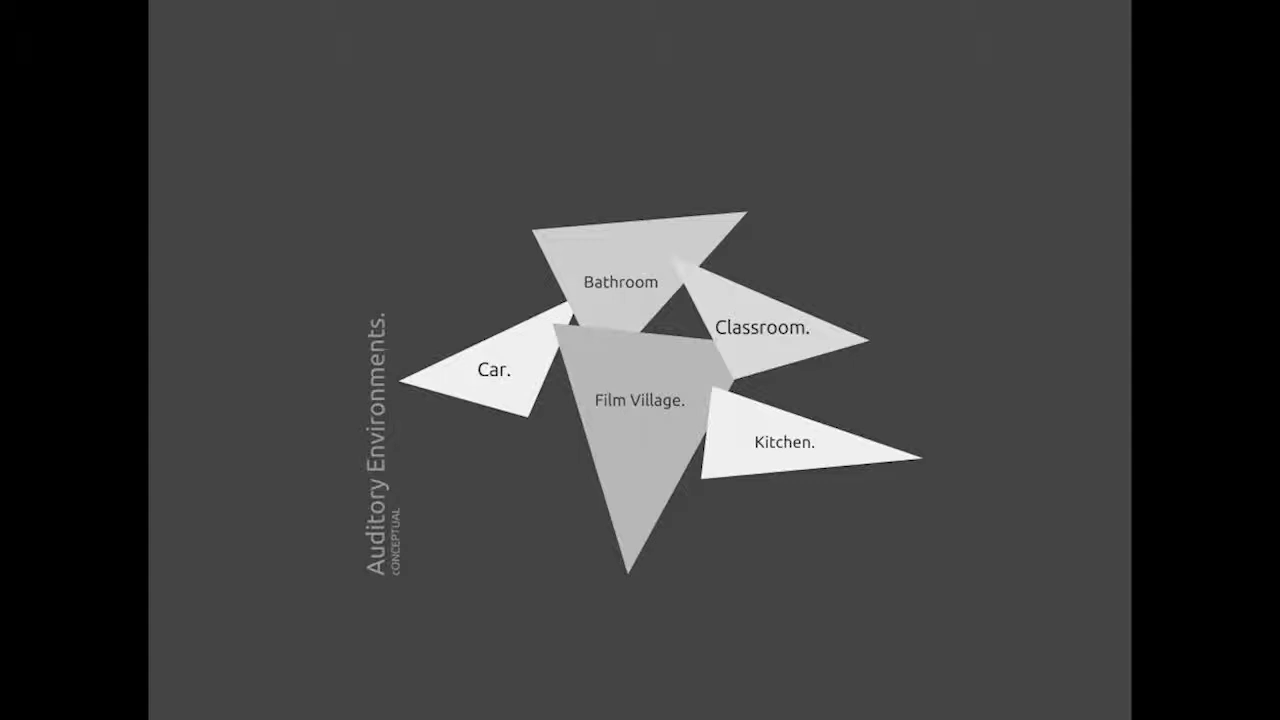 Auditory Environments.
cONCEPTUAL
Bathroom
Classroom.
Car.
Film Village.
Kitchen.